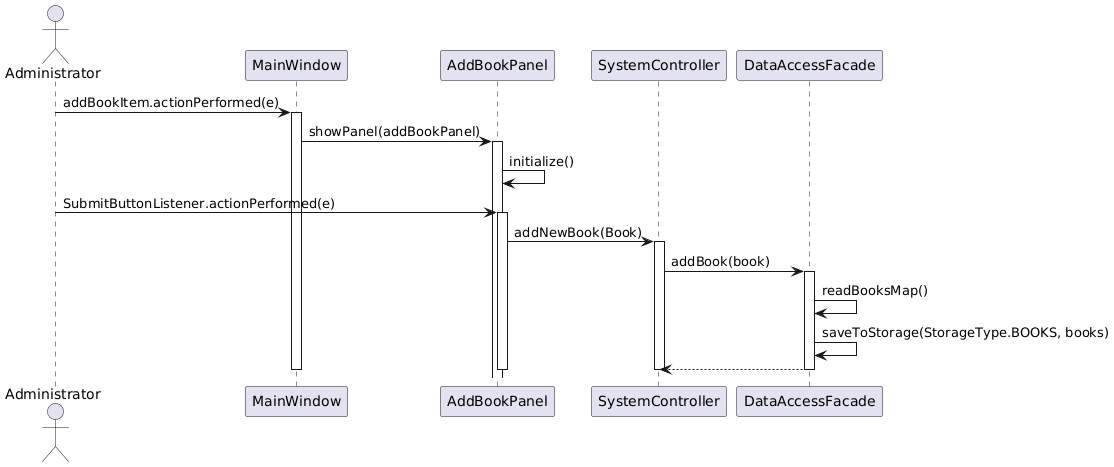 Administrator
MainWindow
AddBookPanel
SystemController
DataAccessFacade
addBookItem.actionPerformed(e)
showPanel(addBookPanel)
initialize()
SubmitButtonListener.actionPerformed(e)
addNewBook(Book)
addBook(book)
readBooksMap()
saveToStorage(StorageType.BOOKS, books)
Administrator
MainWindow
AddBookPanel
SystemController
DataAccessFacade